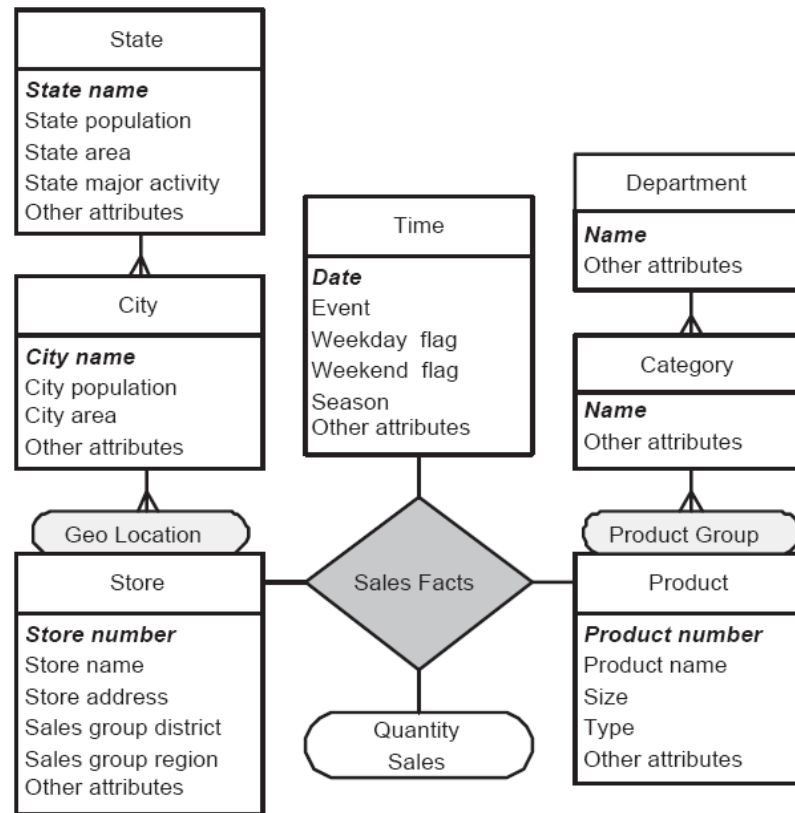 State
State name
State population
State area
State major activity
Other attributes
City
City name
City population
City area
Other attributes
Geo Location
Store
Store number
Store name
Store address
Sales group district
Sales group region
Other attributes
Time
Date
Event
Weekday flag
Weekend flag
Season
Other attributes
Sales Facts
Quantity
Sales
Department
Name
Other attributes
Category
Name
Other attributes
Product Group
Product
Product number
Product name
Size
Type
Other attributes